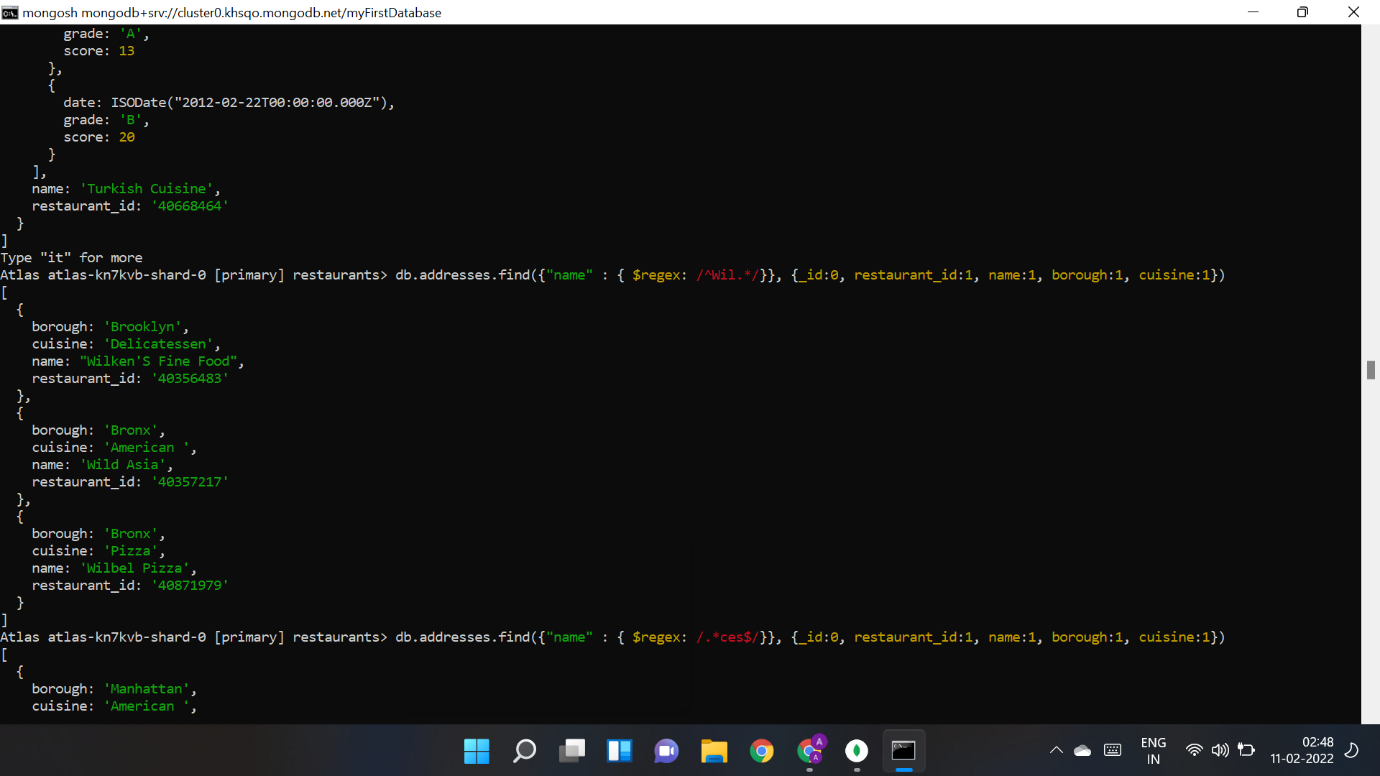 mongosh mongodb+srv://cluster0.khsqo.mongodb.net/myFirstDatabase
grade: 'A',
score: 13
},
{
date: ISODate("2012-02-22T00:00:00.000Z"),
grade: 'B',
score: 20
}
],
name: 'Turkish Cuisine',
restaurant_id: '40668464'
}
]
Type "it" for more
Atlas atlas-kn7kvb-shard-0 [primary] restaurants> db.addresses.find({"name" : { $regex: /^Wil.*/}}, {_id:0, restaurant_id:1, name:1, borough:1, cuisine:1})
[
{
borough: 'Brooklyn',
cuisine: 'Delicatessen',
name: "Wilken'S Fine Food",
restaurant_id: '40356483'
},
{
borough: 'Bronx',
cuisine: 'American ',
name: 'Wild Asia',
restaurant_id: '40357217'
},
{
borough: 'Bronx',
cuisine: 'Pizza',
name: 'Wilbel Pizza',
restaurant_id: '40871979'
}
]
Atlas atlas-kn7kvb-shard-0 [primary] restaurants> db.addresses.find({"name" : { $regex: /.*ces$/}}, {_id:0, restaurant_id:1, name:1, borough:1, cuisine:1})
[
{
borough: 'Manhattan',
cuisine: 'American ',
ENG
IN
02:48
11-02-2022